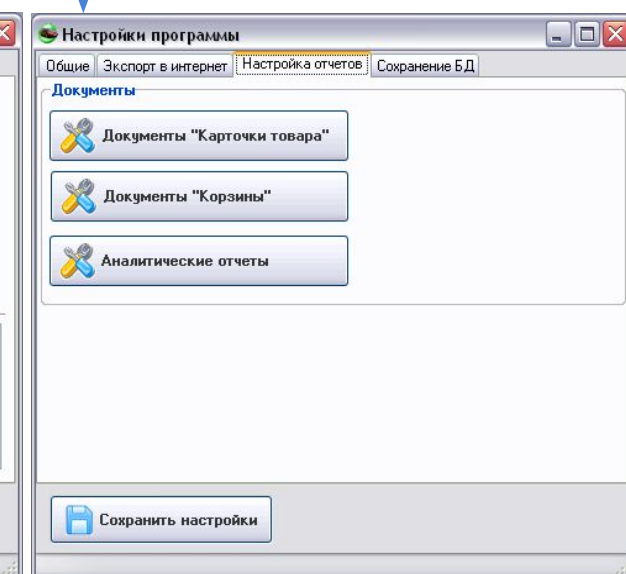 Настройки программы
Общие Экспорт в интернет Настройка отчетов Сохранение БД
Документы
Документы "Карточки товара"
Документы "Корзины"
Аналитические отчеты
Сохранить настройки